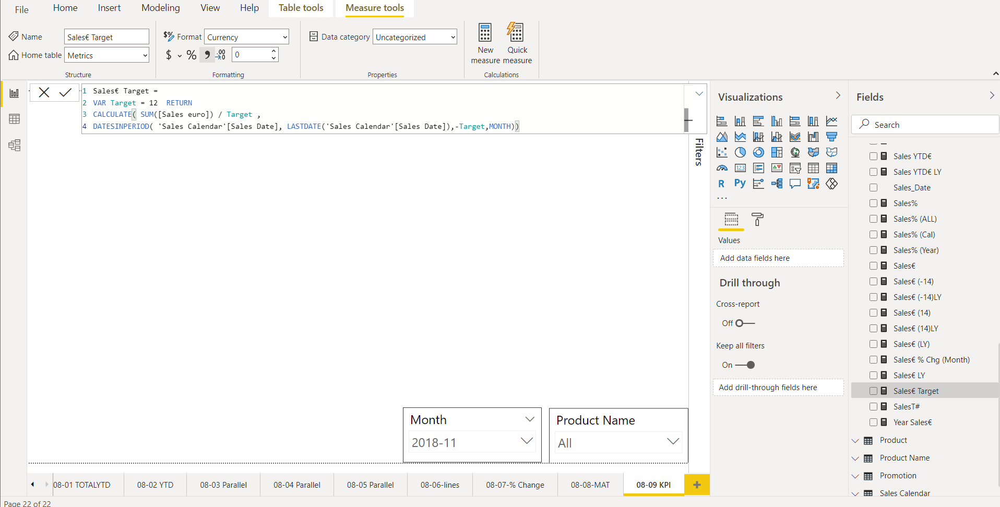 File Home Insert Modeling View Help Table tools Measure tools
Name Sales€ Target
Home table Metrics
Structure
$% Format Currency
$ % , .00 0
Formatting
Data category Uncategorized
Properties
New measure
Quick measure
Calculations
1 Sales€ Target =
2 VAR Target = 12 RETURN
3 CALCULATE( SUM([Sales euro]) / Target ,
4 DATESINPERIOD( 'Sales Calendar'[Sales Date], LASTDATE('Sales Calendar'[Sales Date]),-Target,MONTH))
Filters
Month
2018-11
Product Name
All
Visualizations
123
R Py
...
Values
Add data fields here
Drill through
Cross-report
Off
Keep all filters
On
Add drill-through fields here
Fields
Search
Sales YTD€
Sales YTD€ LY
Sales_Date
Sales%
Sales% (ALL)
Sales% (Cal)
Sales% (Year)
Sales€
Sales€ (-14)
Sales€ (-14)LY
Sales€ (14)
Sales€ (14)LY
Sales€ (LY)
Sales€ % Chg (Month)
Sales€ LY
Sales€ Target
SalesT#
Year Sales€
Product
Product Name
Promotion
Sales Calendar
08-01 TOTALYTD 08-02 YTD 08-03 Parallel 08-04 Parallel 08-05 Parallel 08-06-lines 08-07-% Change 08-08-MAT 08-09 KPI +
Page 22 of 22